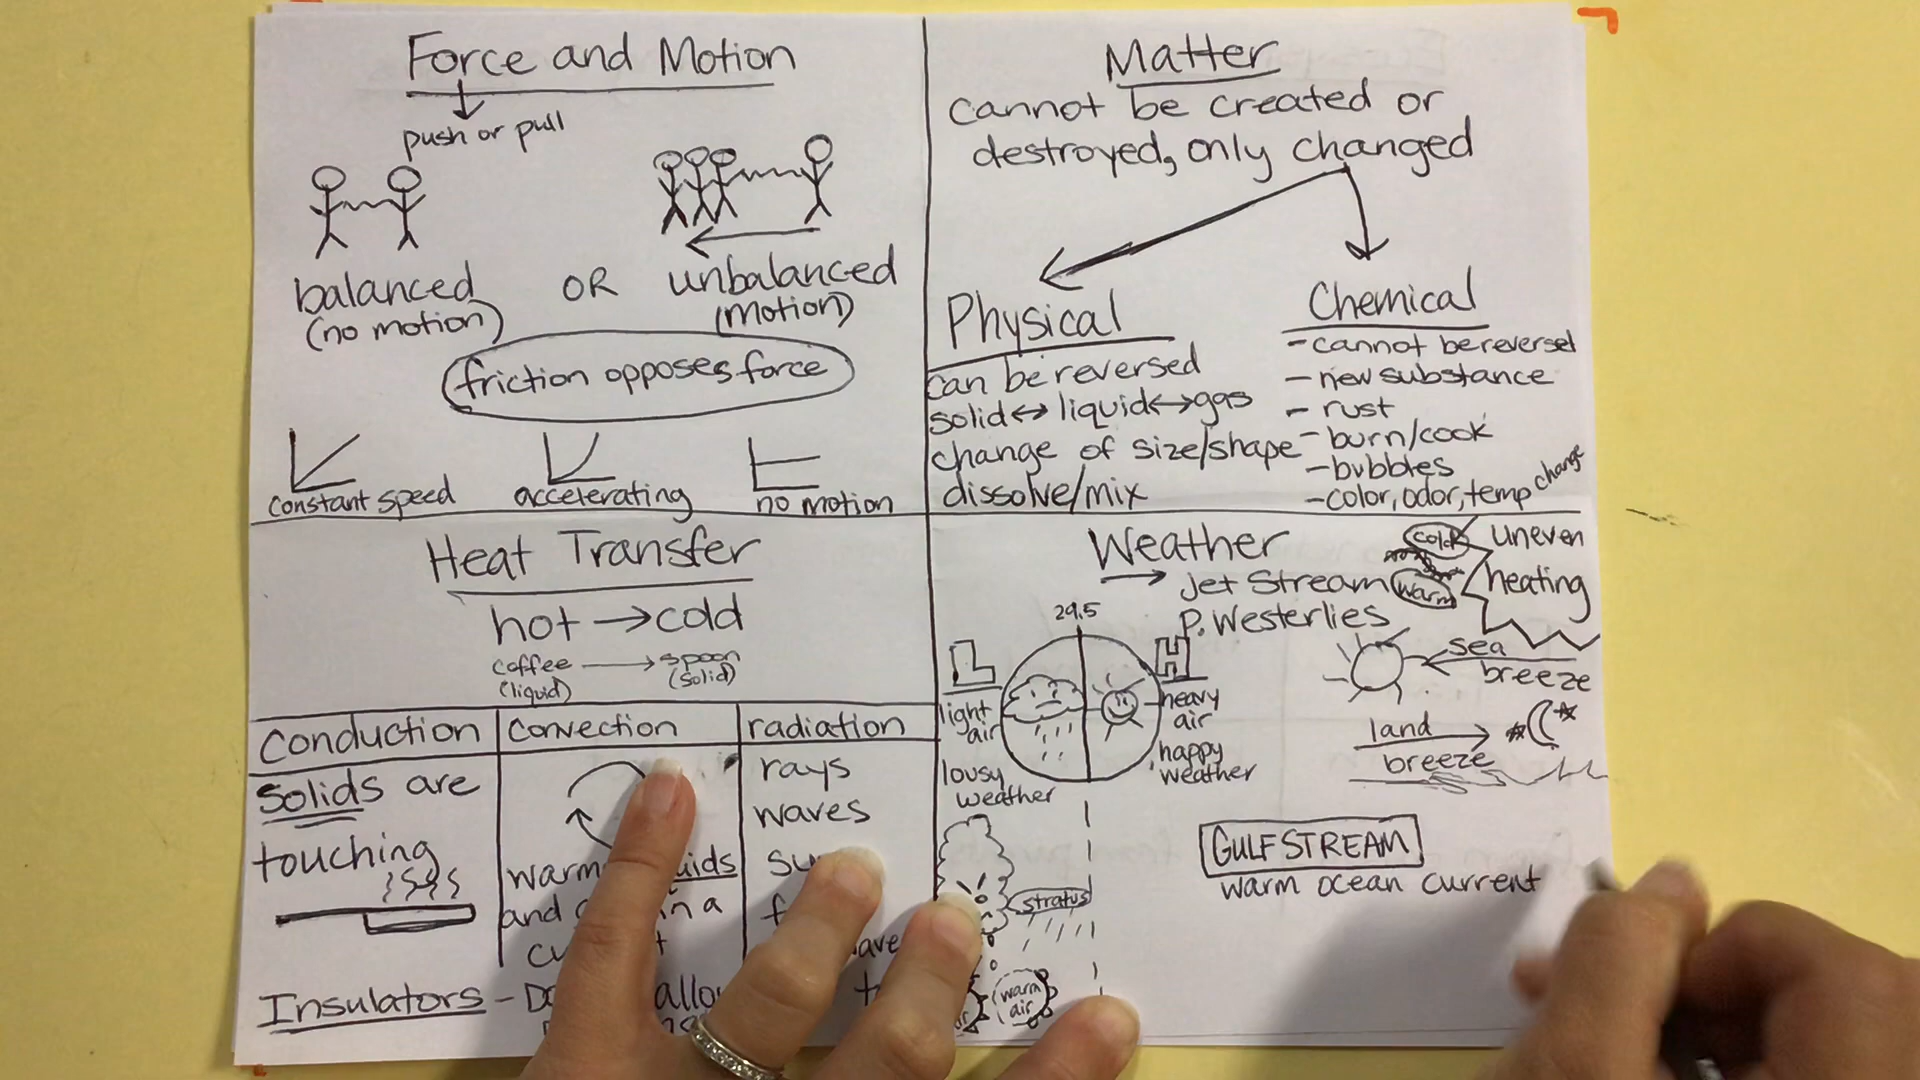 Force and Motion
push or pull
balanced
(no motion)
OR
unbalanced
(motion)
friction opposes force
constant speed
accelerating
no motion
Matter
cannot be created or
destroyed, only changed
Physical
can be reversed
solid ↔ liquid ↔ gas
change of size/shape
dissolve/mix
Chemical
- cannot be reversed
- new substance
- rust
- burn/cook
- bubbles
- color, odor, temp change
Heat Transfer
hot → cold
coffee → spoon
(liquid) (solid)
conduction
solids are
touching
convection
warm
and in a
radiation
rays
waves
Insulators -
Weather
→ Jet Stream
P. Westerlies
cold
warm
uneven
heating
29.5
L
light
air
lousy
weather
H
heavy
air
happy
weather
sea
breeze
land
breeze
stratus
warm
air
GULF STREAM
warm ocean current